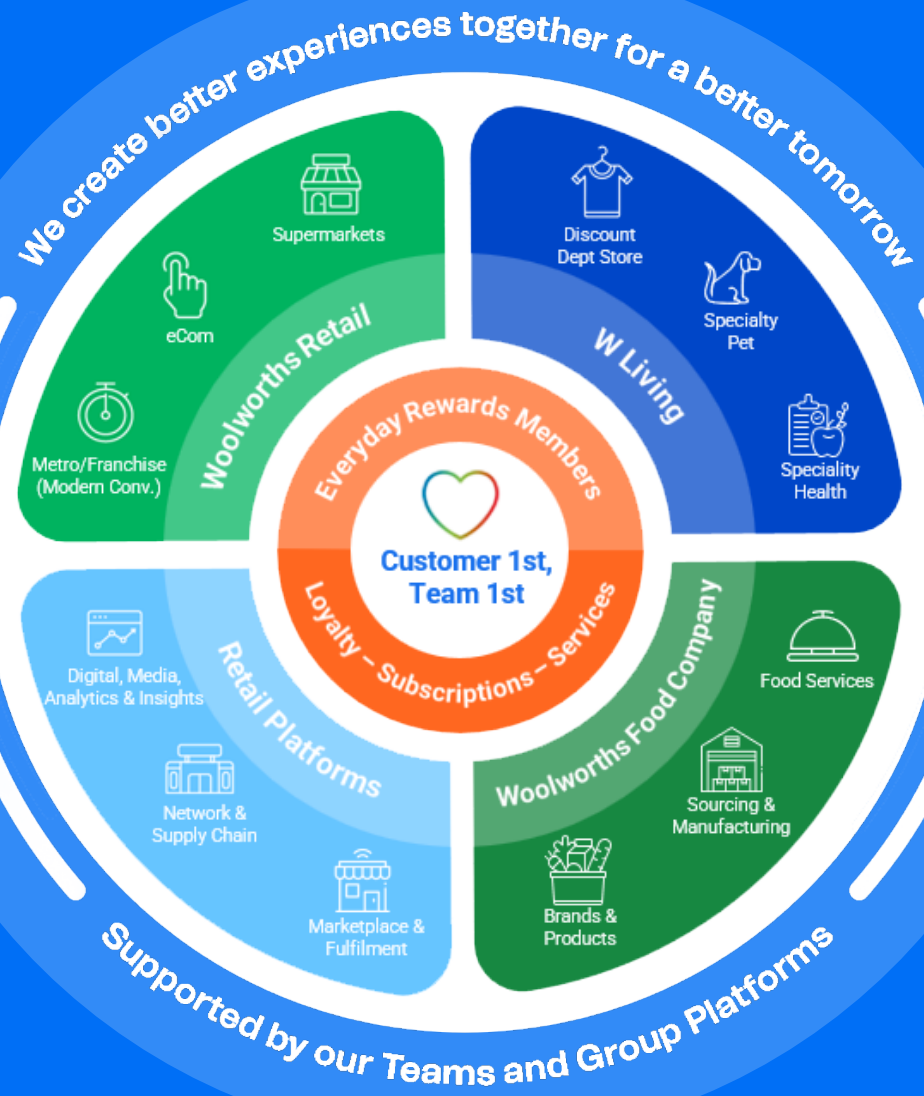 We create better experiences together for a better tomorrow
Supermarkets
eCom
Metro/Franchise
(Modern Conv.)
Woolworths Retail
Discount
Dept Store
Specialty
Pet
Speciality
Health
W Living
Everyday Rewards Members
Customer 1st,
Team 1st
Loyalty – Subscriptions – Services
Digital, Media,
Analytics & Insights
Network &
Supply Chain
Marketplace &
Fulfilment
Retail Platforms
Food Services
Sourcing &
Manufacturing
Brands &
Products
Woolworths Food Company
Supported by our Teams and Group Platforms